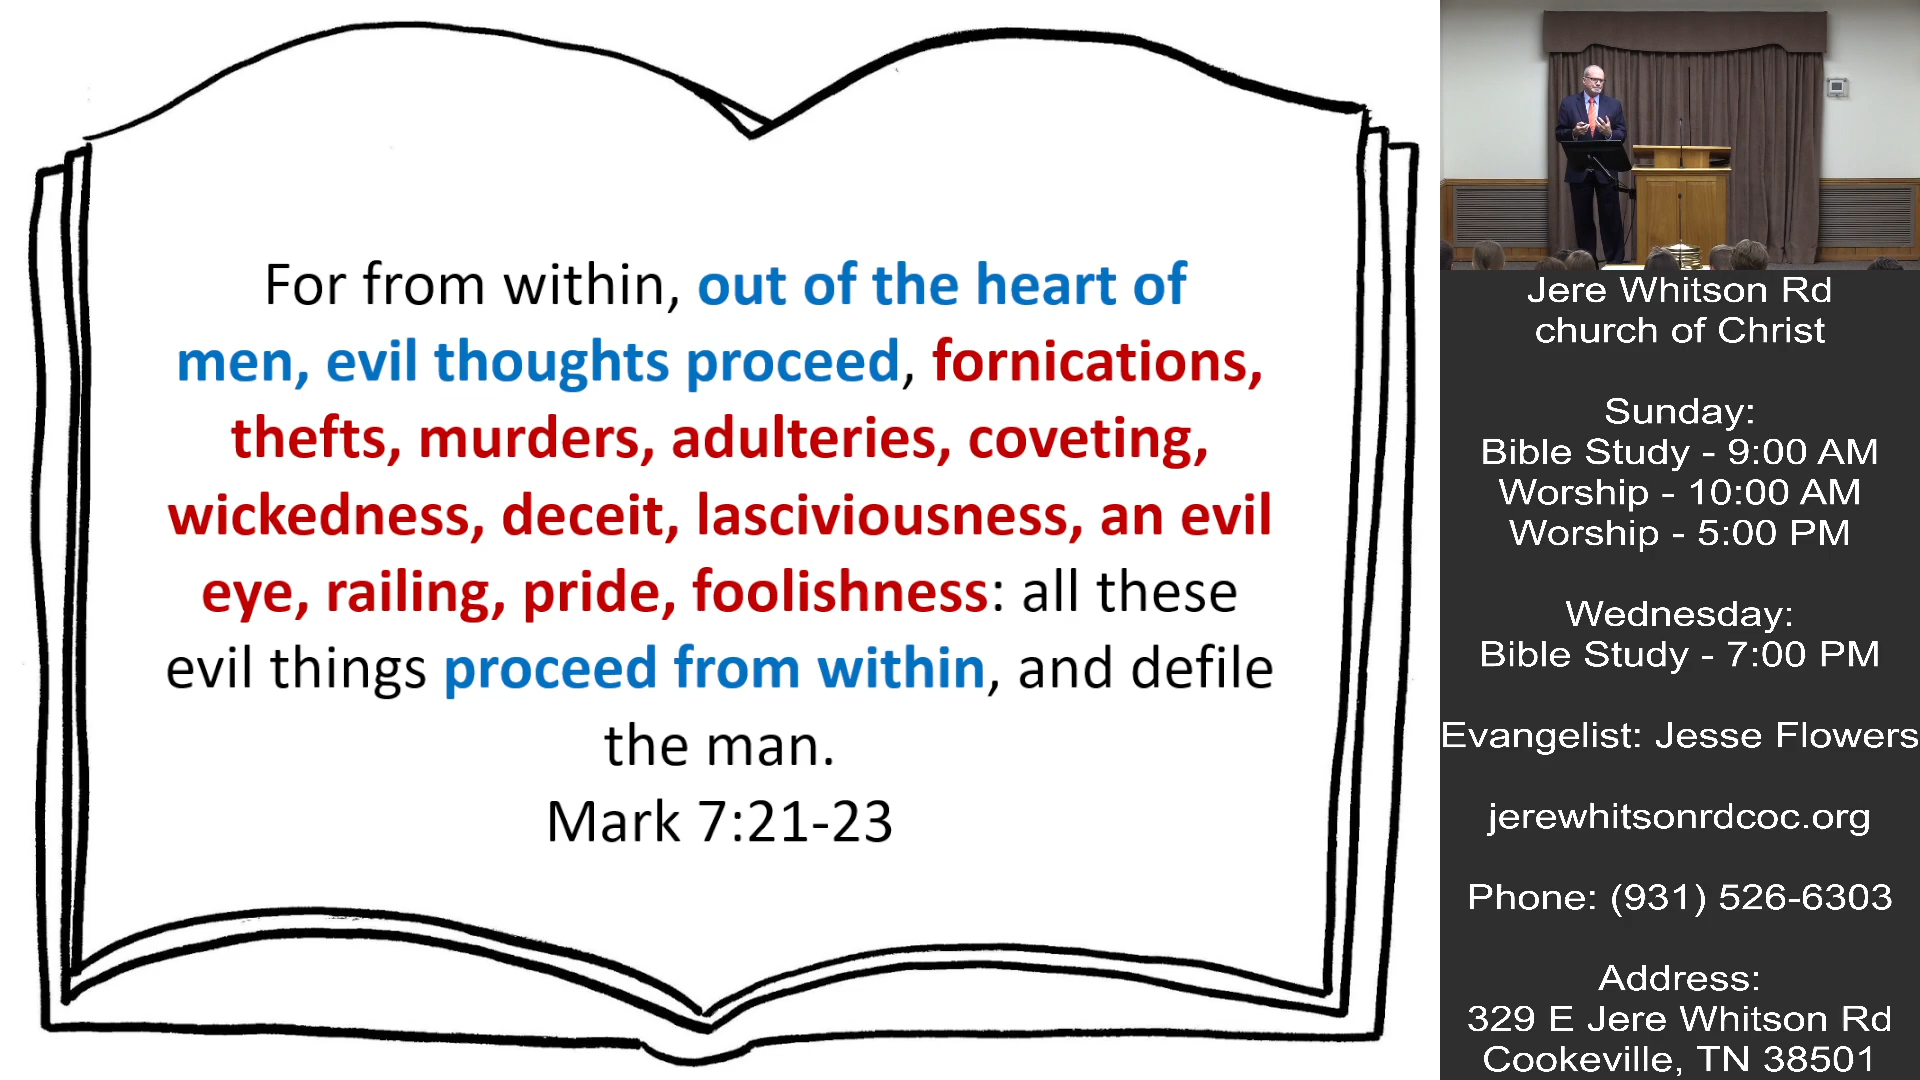 For from within, out of the heart of
men, evil thoughts proceed, fornications,
thefts, murders, adulteries, coveting,
wickedness, deceit, lasciviousness, an evil
eye, railing, pride, foolishness: all these
evil things proceed from within, and defile
the man.
Mark 7:21-23
Jere Whitson Rd
church of Christ
Sunday:
Bible Study - 9:00 AM
Worship - 10:00 AM
Worship - 5:00 PM
Wednesday:
Bible Study - 7:00 PM
Evangelist: Jesse Flowers
jerewhitsonrdcoc.org
Phone: (931) 526-6303
Address:
329 E Jere Whitson Rd
Cookeville, TN 38501